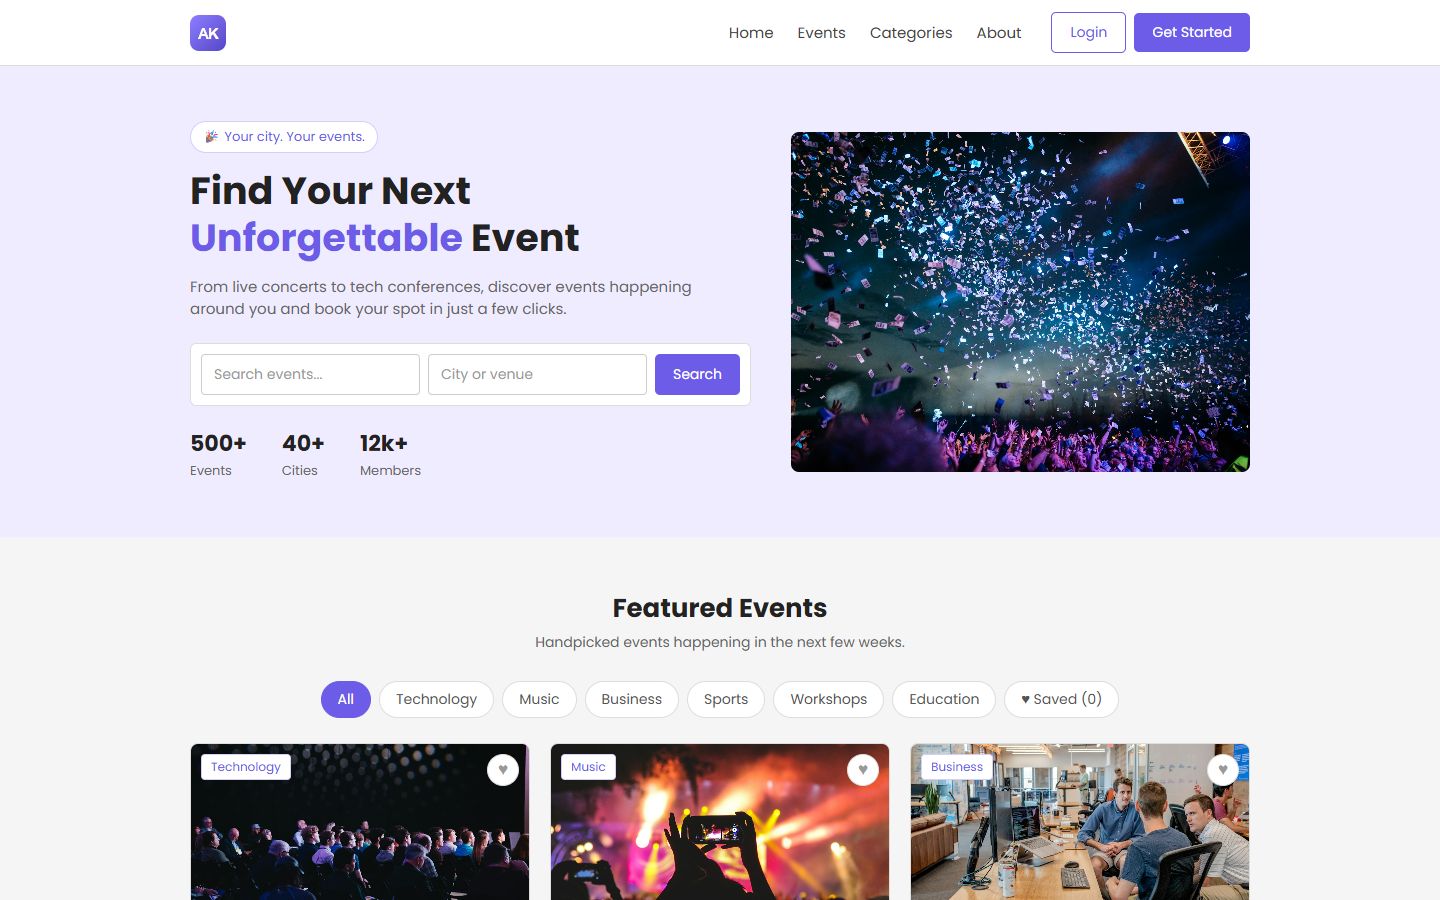 AK
Home
Events
Categories
About
Login
Get Started
🎉 Your city. Your events.
Find Your Next
Unforgettable Event
From live concerts to tech conferences, discover events happening
around you and book your spot in just a few clicks.
Search events...
City or venue
Search
500+
Events
40+
Cities
12k+
Members
Featured Events
Handpicked events happening in the next few weeks.
All
Technology
Music
Business
Sports
Workshops
Education
♥ Saved (0)
Technology
Music
Business